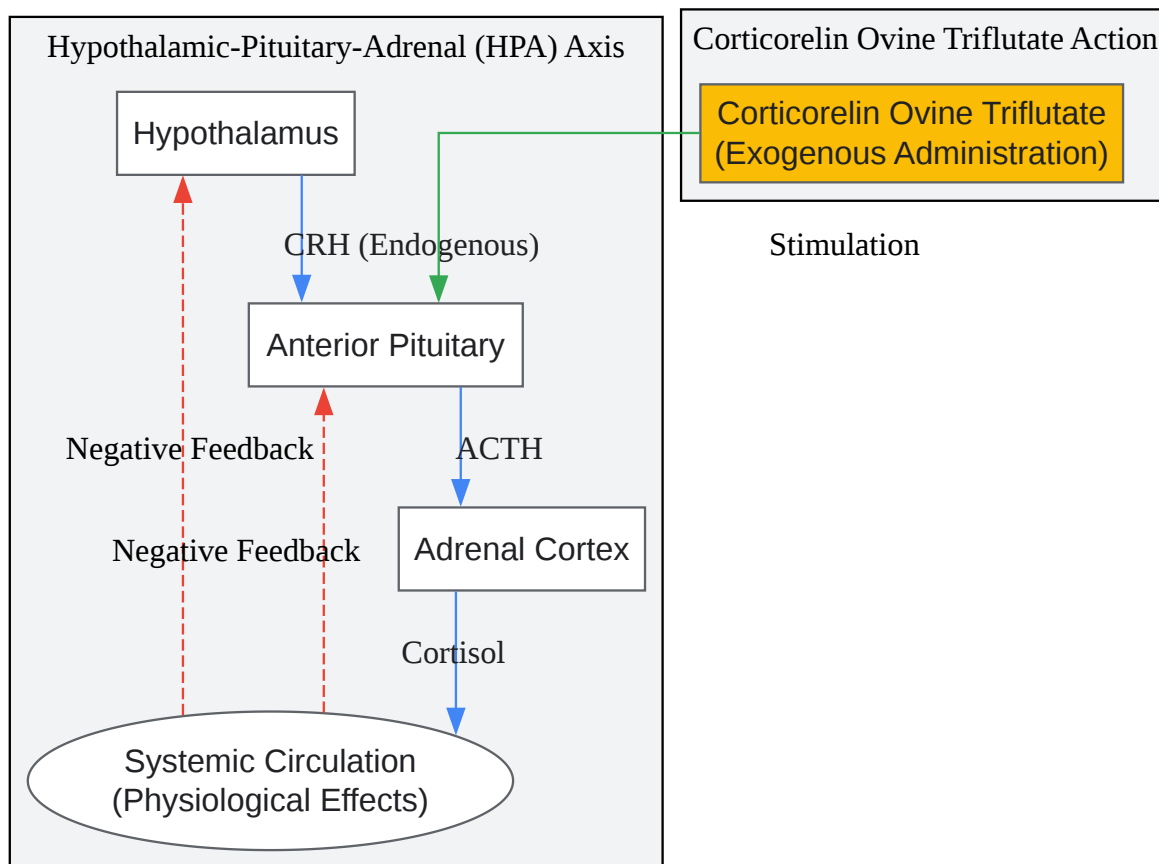 Hypothalamic-Pituitary-Adrenal (HPA) Axis
Corticorelin Ovine Triflutate Action
Hypothalamus
Corticorelin Ovine Triflutate
(Exogenous Administration)
CRH (Endogenous)
Stimulation
Anterior Pituitary
Negative Feedback
ACTH
Negative Feedback
Adrenal Cortex
Cortisol
Systemic Circulation
(Physiological Effects)